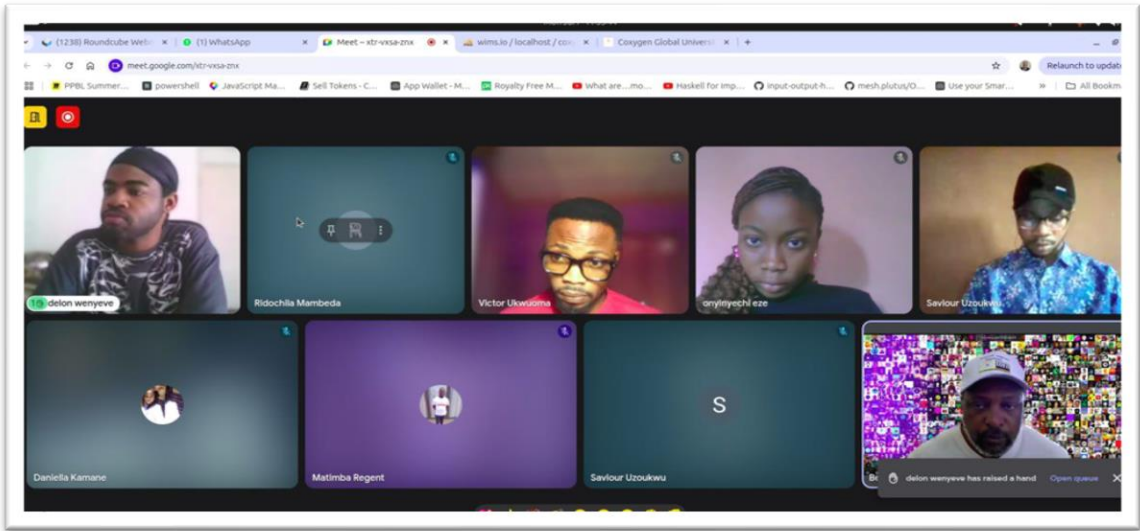 (1238) Roundcube Web
(1) WhatsApp
Meet – xtr-vxsa-znx
wims.io / localhost / cox
Coxygen Global Universi
meet.google.com/xtr-vxsa-znx
Relaunch to update
PPBL Summer...
powershell
JavaScript Ma...
Sell Tokens - C...
App Wallet - M...
Royalty Free M...
What are...mo...
Haskell for Imp...
input-output-h...
mesh.plutus/O...
Use your Smar...
All Bookm
delon wenyeve
Ridochila Mambeda
Victor Ukwuoma
onyinyechi eze
Saviour Uzoukwu
Daniella Kamane
Matimba Regent
S
Saviour Uzoukwu
delon wenyeve has raised a hand
Open queue